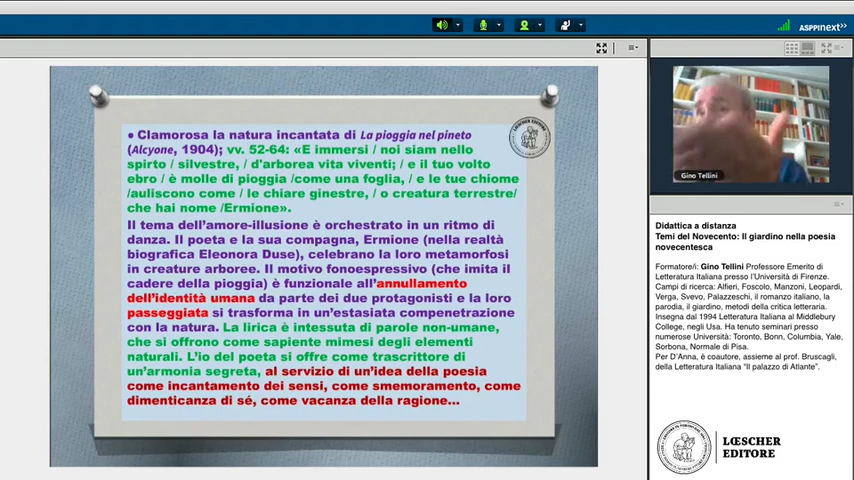 ASPPInext>>
● Clamorosa la natura incantata di La pioggia nel pineto
(Alcyone, 1904); vv. 52-64: «E immersi / noi siam nello
spirto / silvestre, / d'arborea vita viventi; / e il tuo volto
ebro / è molle di pioggia /come una foglia, / e le tue chiome
/auliscono come / le chiare ginestre, / o creatura terrestre/
che hai nome /Ermione».
Il tema dell'amore-illusione è orchestrato in un ritmo di
danza. Il poeta e la sua compagna, Ermione (nella realtà
biografica Eleonora Duse), celebrano la loro metamorfosi
in creature arboree. Il motivo fonoespressivo (che imita il
cadere della pioggia) è funzionale all'annullamento
dell'identità umana da parte dei due protagonisti e la loro
passeggiata si trasforma in un'estasiata compenetrazione
con la natura. La lirica è intessuta di parole non-umane,
che si offrono come sapiente mimesi degli elementi
naturali. L'io del poeta si offre come trascrittore di
un'armonia segreta, al servizio di un'idea della poesia
come incantamento dei sensi, come smemoramento, come
dimenticanza di sé, come vacanza della ragione...
Gino Tellini
Didattica a distanza
Temi del Novecento: Il giardino nella poesia
novecentesca
Formatore/i: Gino Tellini Professore Emerito di
Letteratura Italiana presso l'Università di Firenze.
Campi di ricerca: Alfieri, Foscolo, Manzoni, Leopardi,
Verga, Svevo, Palazzeschi, il romanzo italiano, la
parodia, il giardino, metodi della critica letteraria.
Insegna dal 1994 Letteratura Italiana al Middlebury
College, negli Usa. Ha tenuto seminari presso
numerose Università: Toronto, Bonn, Columbia, Yale,
Sorbona, Normale di Pisa.
Per D'Anna, è coautore, assieme al prof. Bruscagli,
della Letteratura Italiana "Il palazzo di Atlante".
LŒSCHER
EDITORE